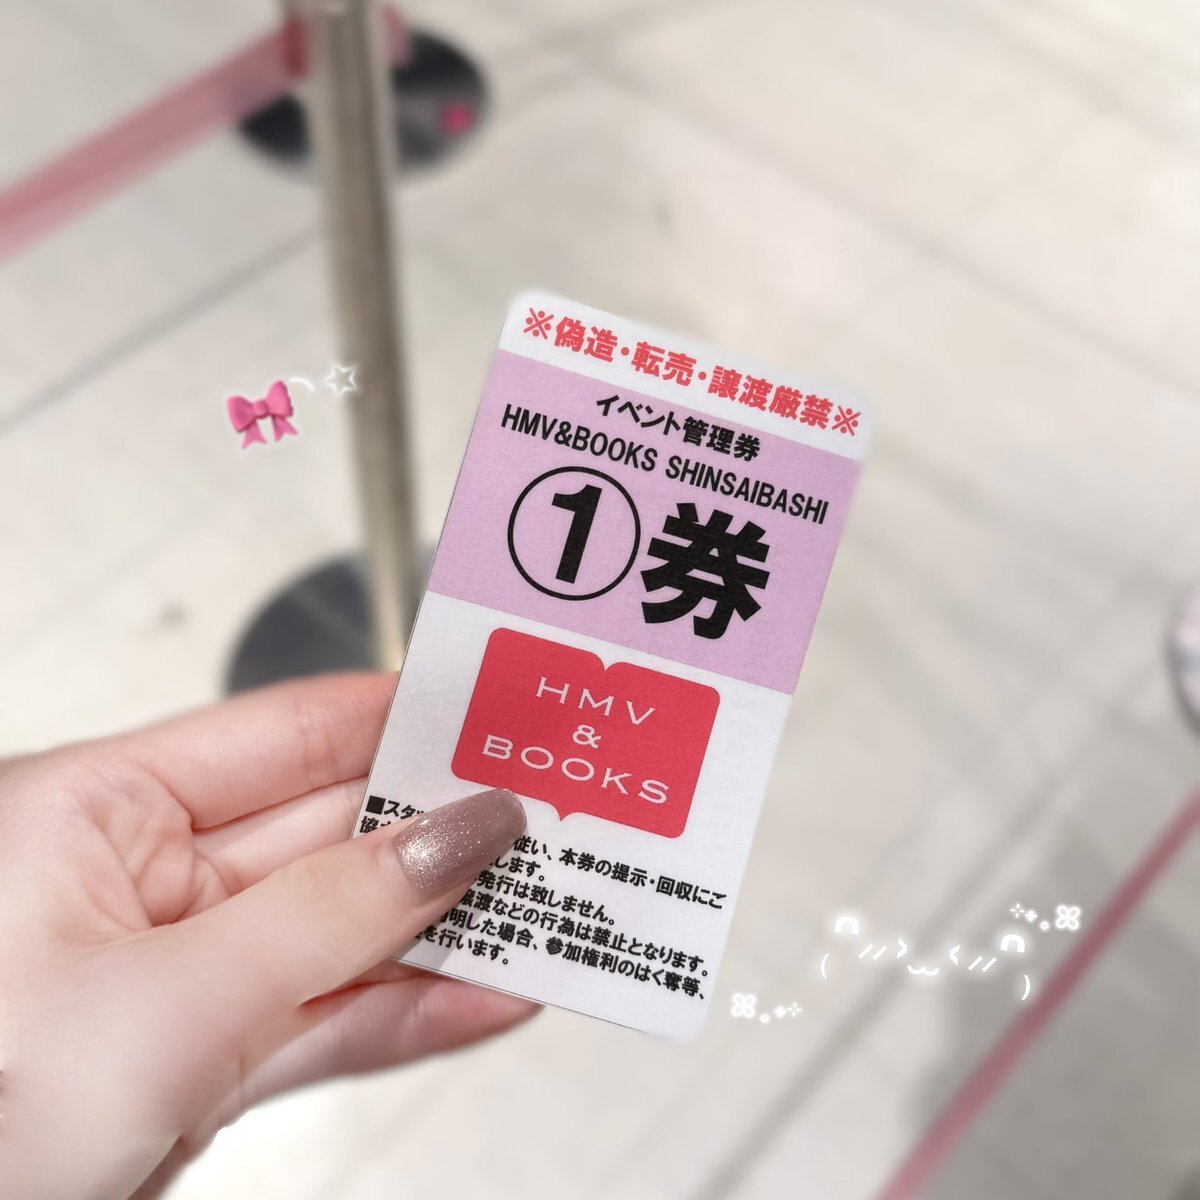 ※偽造・転売・譲渡厳禁※
イベント管理券
HMV&BOOKS SHINSAIBASHI
①券
HMV
&
BOOKS
■スタッ 従い、本券の提示・回収にご
協 します。
発行は致しません。
譲渡などの行為は禁止となります。
明した場合、参加権利のはく奪等、
を行います。